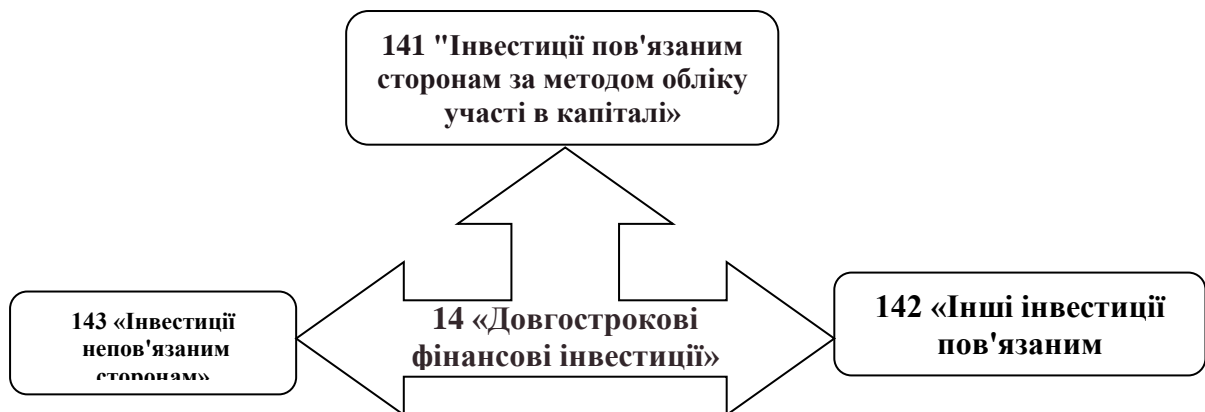 141 "Інвестиції пов'язаним
сторонам за методом обліку
участі в капіталі»
14 «Довгострокові
фінансові інвестиції»
143 «Інвестиції
непов'язаним
сторонам»
142 «Інші інвестиції
пов'язаним